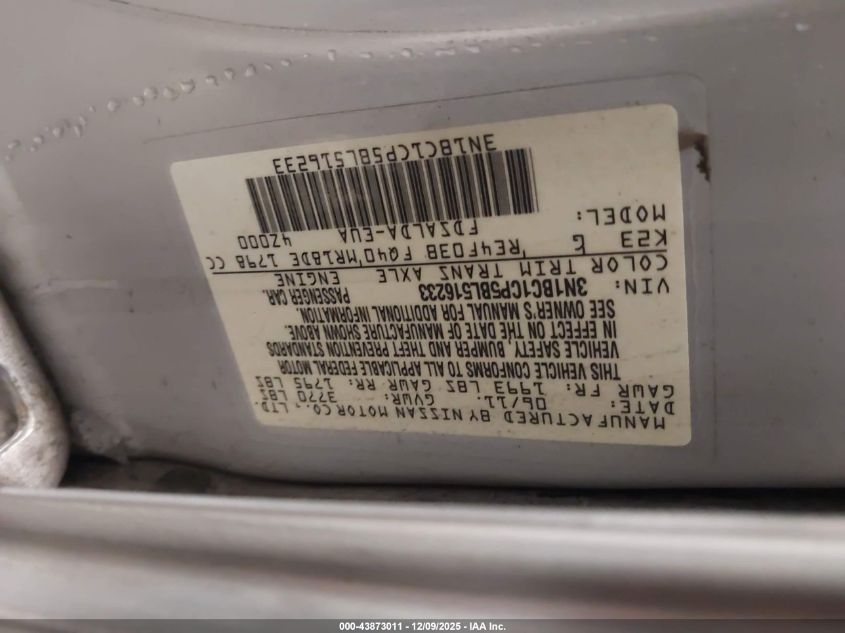 MANUFACTURED BY NISSAN MOTOR CO., LTD.
DATE: 06/11 GVWR: 3770 LBS
GAWR FR: 1993 LBS GAWR RR: 1795 LBS
THIS VEHICLE CONFORMS TO ALL APPLICABLE FEDERAL MOTOR
VEHICLE SAFETY, BUMPER AND THEFT PREVENTION STANDARDS
IN EFFECT ON THE DATE OF MANUFACTURE SHOWN ABOVE.
SEE OWNER'S MANUAL FOR ADDITIONAL INFORMATION
VIN: 3N1BC1CP5BL516233 PASSENGER CAR.
COLOR TRIM TRANS AXLE ENGINE
K23 G RE4F03B FQ40 MR18DE 1798 CC
MODEL: FDSALDA-EUA 4Z000
3N1BC1CP5BL516233
000-43873011 - 12/09/2025 - IAA Inc.